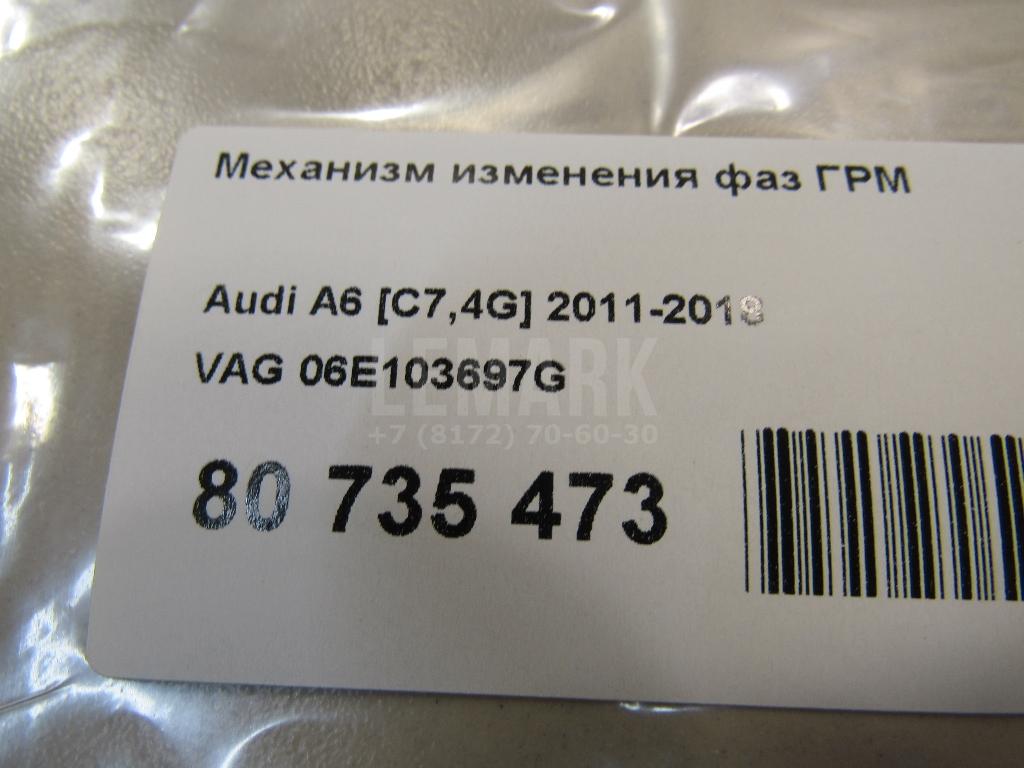 Механизм изменения фаз ГРМ
Audi A6 [C7,4G] 2011-2018
VAG 06E103697G
LEMARK
+7 (8172) 70-60-30
80 735 473